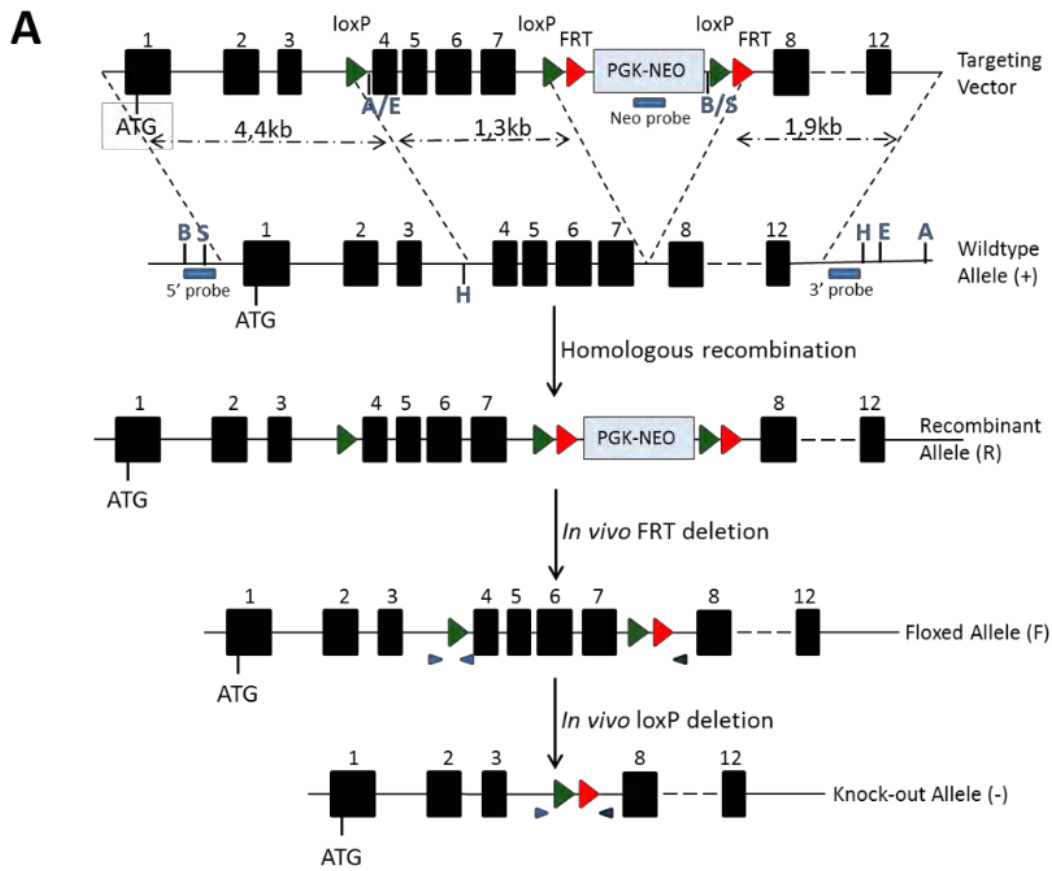 A
loxP loxP loxP
1 2 3 4 5 6 7 FRT PGK-NEO FRT 8 12
Targeting
Vector
A/E B/S
Neo probe
ATG
4,4kb 1,3kb 1,9kb
B S 1 2 3 4 5 6 7 8 12 H E A
Wildtype
Allele (+)
5' probe H 3' probe
ATG
Homologous recombination
1 2 3 4 5 6 7 PGK-NEO 8 12
Recombinant
Allele (R)
ATG
In vivo FRT deletion
1 2 3 4 5 6 7 8 12
Floxed Allele (F)
ATG
In vivo loxP deletion
1 2 3 8 12
Knock-out Allele (-)
ATG